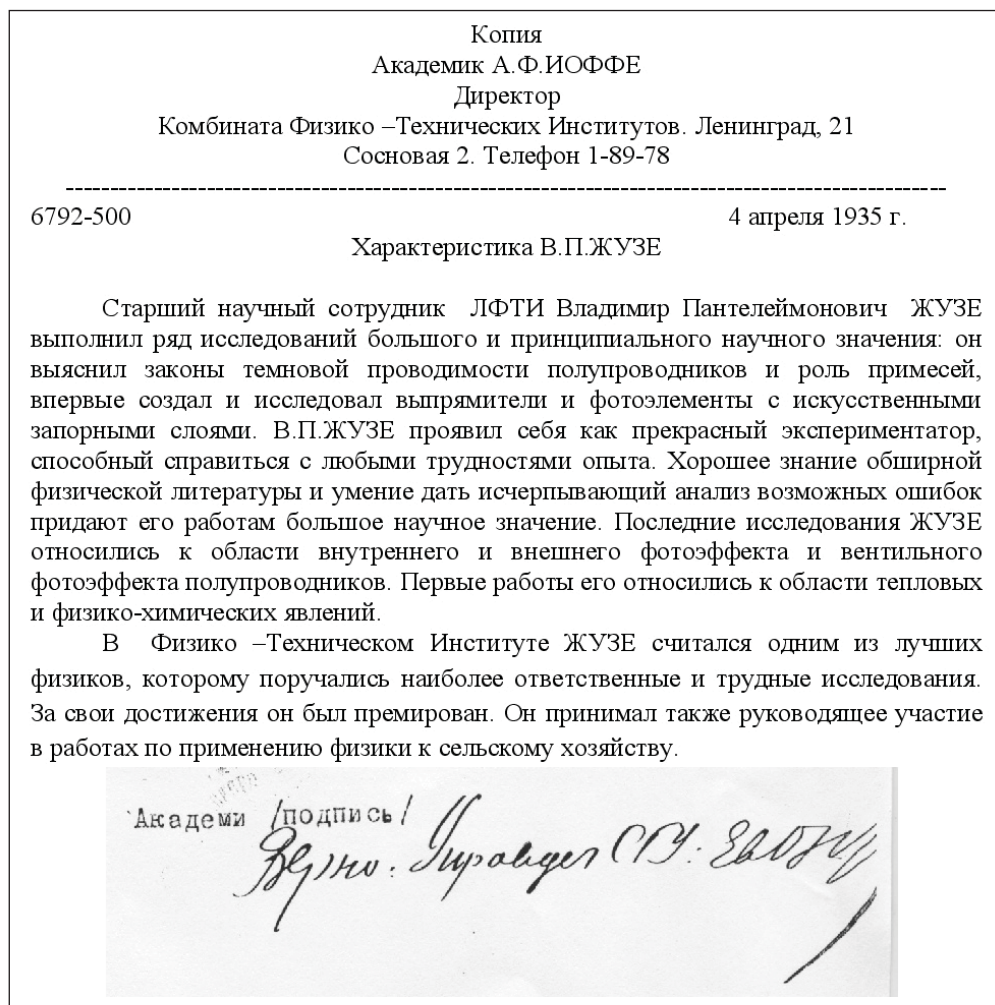 Копия
Академик А.Ф.ИОФФЕ
Директор
Комбината Физико –Технических Институтов. Ленинград, 21
Сосновая 2. Телефон 1-89-78
6792-500 4 апреля 1935 г.
Характеристика В.П.ЖУЗЕ
Старший научный сотрудник ЛФТИ Владимир Пантелеймонович ЖУЗЕ
выполнил ряд исследований большого и принципиального научного значения: он
выяснил законы темновой проводимости полупроводников и роль примесей,
впервые создал и исследовал выпрямители и фотоэлементы с искусственными
запорными слоями. В.П.ЖУЗЕ проявил себя как прекрасный экспериментатор,
способный справиться с любыми трудностями опыта. Хорошее знание обширной
физической литературы и умение дать исчерпывающий анализ возможных ошибок
придают его работам большое научное значение. Последние исследования ЖУЗЕ
относились к области внутреннего и внешнего фотоэффекта и вентильного
фотоэффекта полупроводников. Первые работы его относились к области тепловых
и физико-химических явлений.
В Физико –Техническом Институте ЖУЗЕ считался одним из лучших
физиков, которому поручались наиболее ответственные и трудные исследования.
За свои достижения он был премирован. Он принимал также руководящее участие
в работах по применению физики к сельскому хозяйству.
Академи /подпись/
Верно: Управдел СГУ: